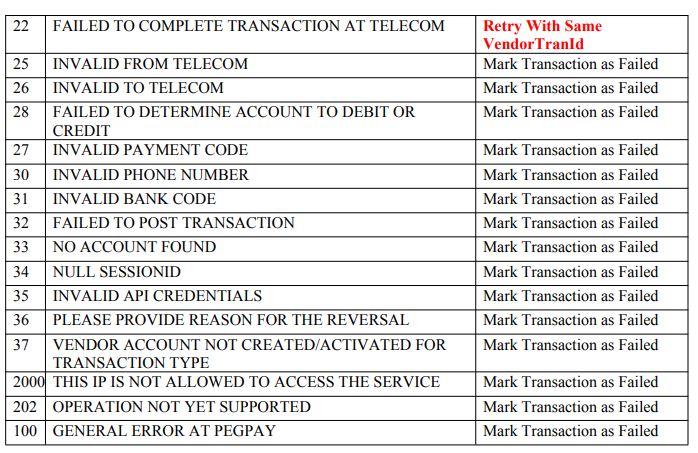 22 FAILED TO COMPLETE TRANSACTION AT TELECOM Retry With Same
VendorTranId
25 INVALID FROM TELECOM Mark Transaction as Failed
26 INVALID TO TELECOM Mark Transaction as Failed
28 FAILED TO DETERMINE ACCOUNT TO DEBIT OR Mark Transaction as Failed
CREDIT
27 INVALID PAYMENT CODE Mark Transaction as Failed
30 INVALID PHONE NUMBER Mark Transaction as Failed
31 INVALID BANK CODE Mark Transaction as Failed
32 FAILED TO POST TRANSACTION Mark Transaction as Failed
33 NO ACCOUNT FOUND Mark Transaction as Failed
34 NULL SESSIONID Mark Transaction as Failed
35 INVALID API CREDENTIALS Mark Transaction as Failed
36 PLEASE PROVIDE REASON FOR THE REVERSAL Mark Transaction as Failed
37 VENDOR ACCOUNT NOT CREATED/ACTIVATED FOR Mark Transaction as Failed
TRANSACTION TYPE
2000 THIS IP IS NOT ALLOWED TO ACCESS THE SERVICE Mark Transaction as Failed
202 OPERATION NOT YET SUPPORTED Mark Transaction as Failed
100 GENERAL ERROR AT PEGPAY Mark Transaction as Failed